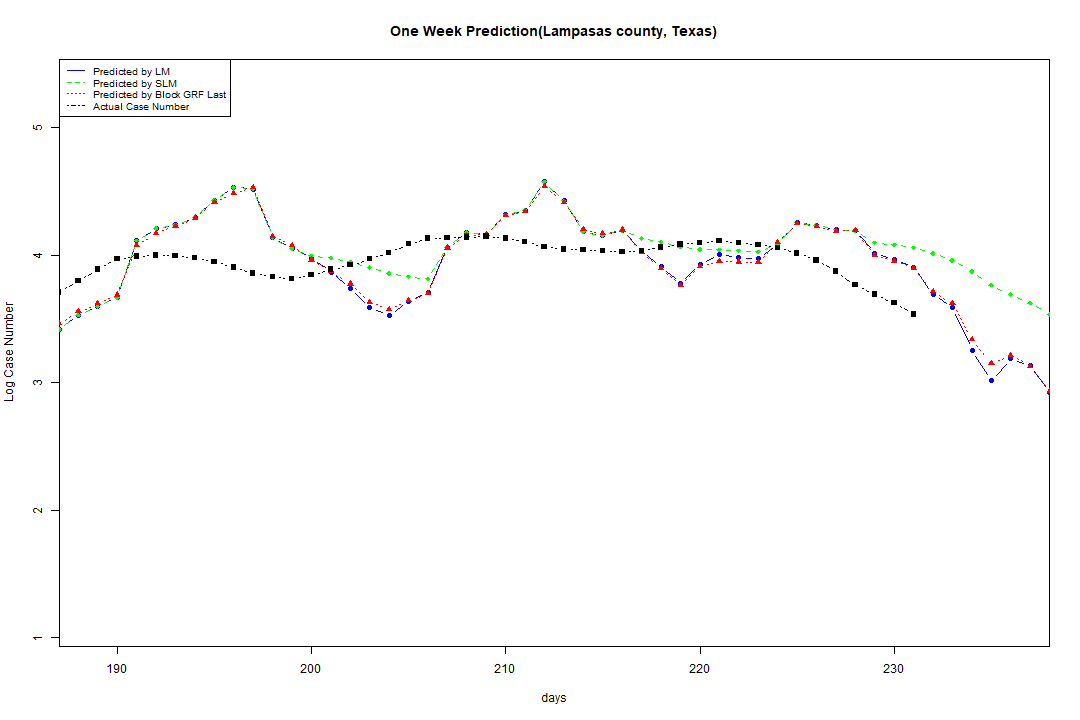 One Week Prediction(Lampasas county, Texas)
Predicted by LM
Predicted by SLM
Predicted by Block GRF Last
Actual Case Number
5
4
3
2
1
Log Case Number
190 200 210 220 230
days